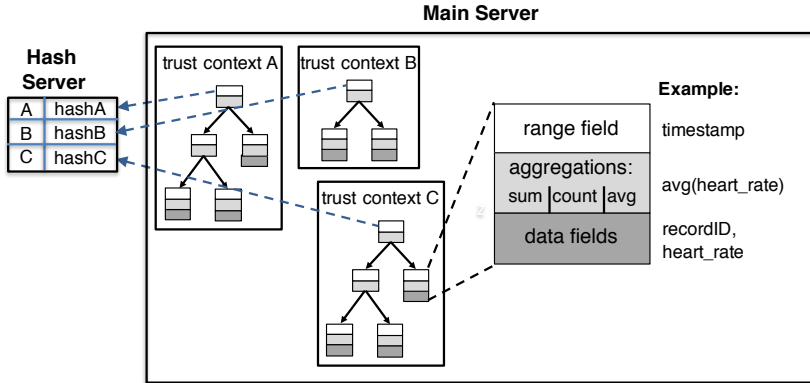 Main Server
Hash
Server
A hashA
B hashB
C hashC
trust context A
trust context B
trust context C
range field
aggregations:
sum count avg
data fields
Example:
timestamp
avg(heart_rate)
recordID,
heart_rate